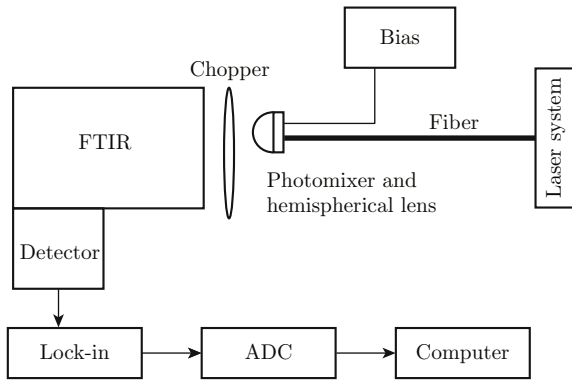 Bias
Chopper
FTIR
Fiber
Laser system
Photomixer and
hemispherical lens
Detector
Lock-in
ADC
Computer